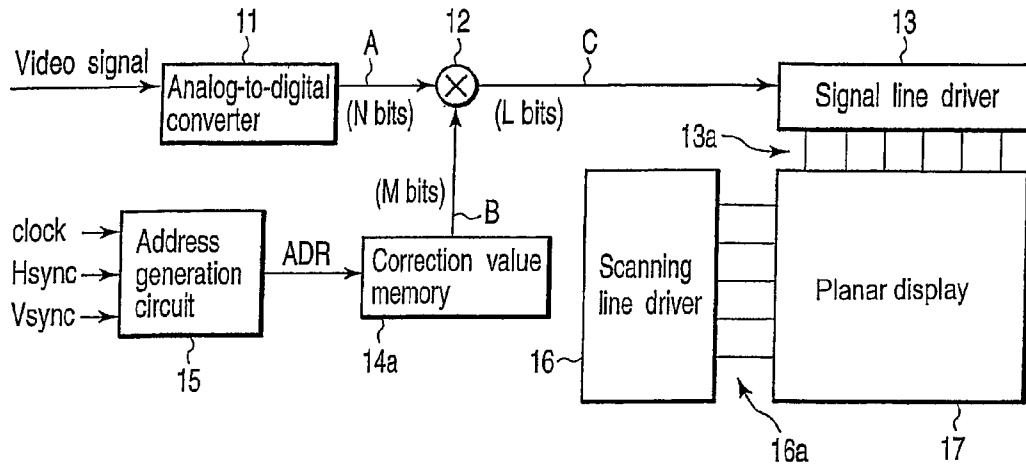 11
A
12
C
13
Video signal
Analog-to-digital
converter
(N bits)
(L bits)
Signal line driver
13a
(M bits)
B
clock
Hsync
Vsync
Address
generation
circuit
ADR
Correction value
memory
Scanning
line driver
Planar display
15
14a
16
16a
17